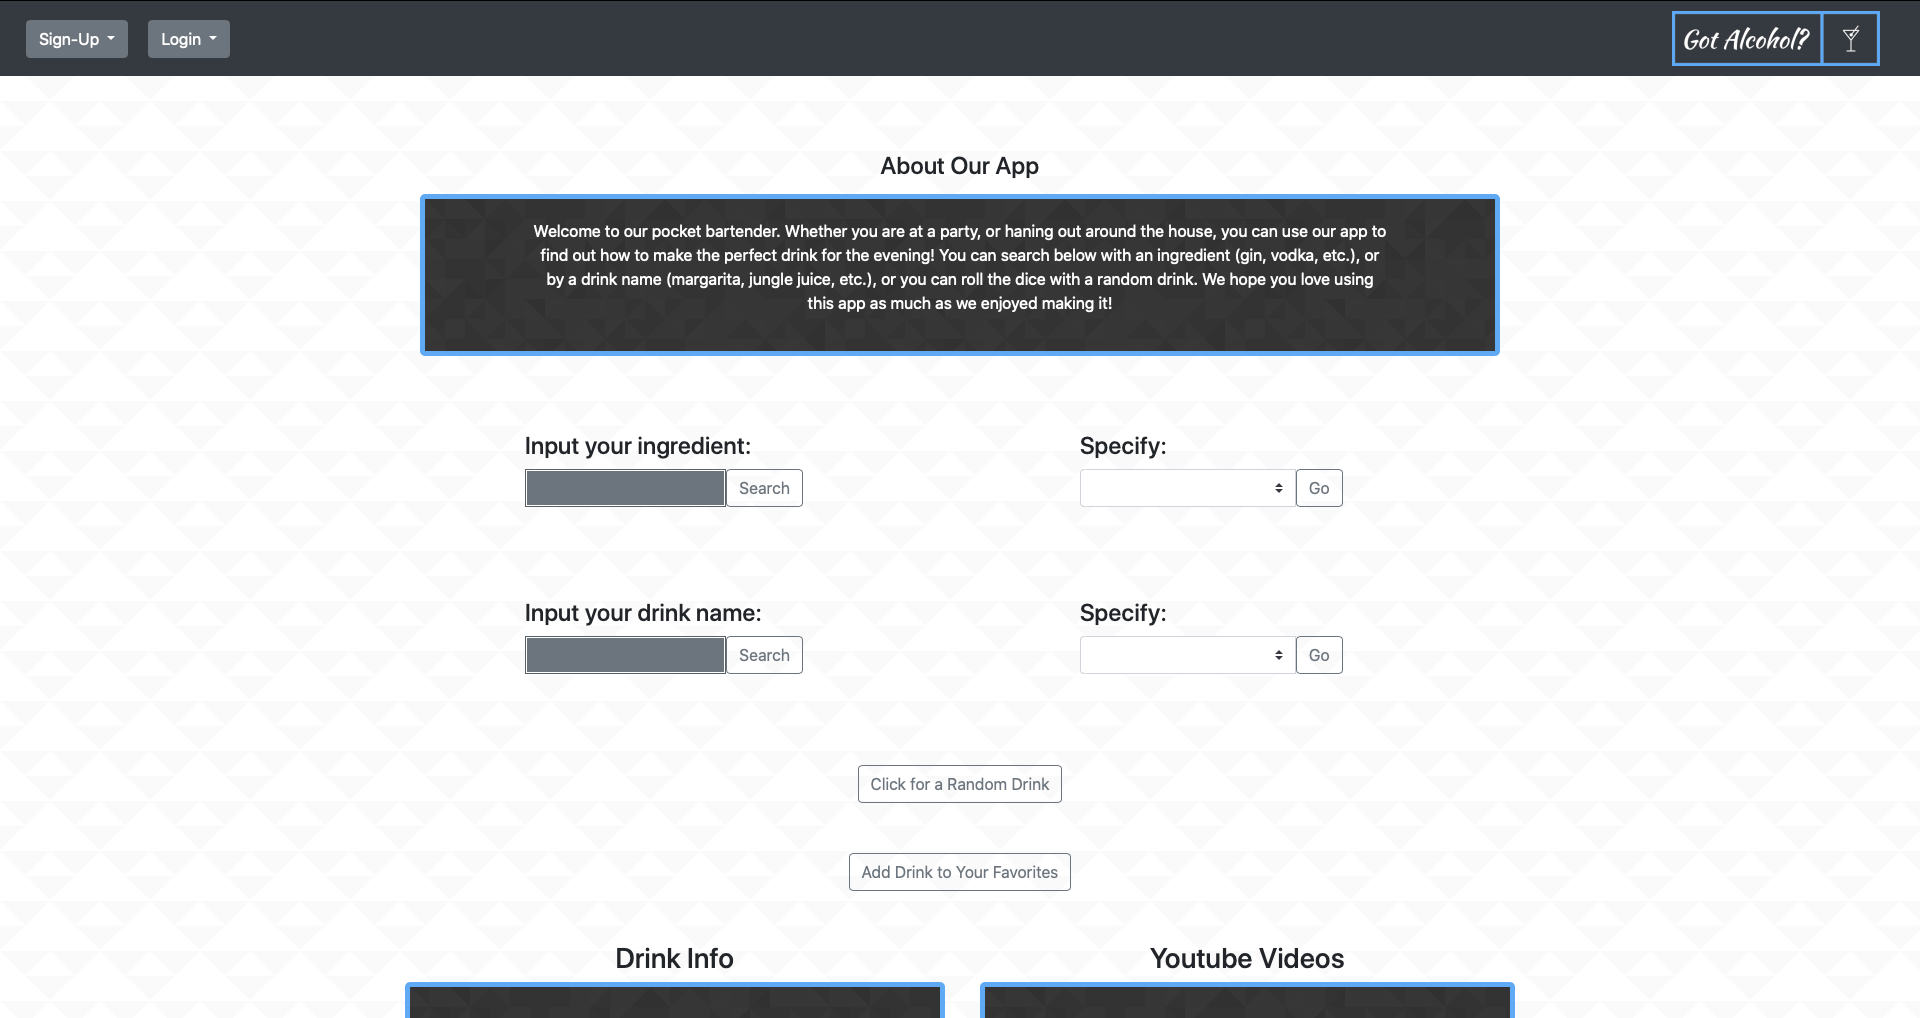 Sign-Up
Login
Got Alcohol?
About Our App
Welcome to our pocket bartender. Whether you are at a party, or haning out around the house, you can use our app to
find out how to make the perfect drink for the evening! You can search below with an ingredient (gin, vodka, etc.), or
by a drink name (margarita, jungle juice, etc.), or you can roll the dice with a random drink. We hope you love using
this app as much as we enjoyed making it!
Input your ingredient:
Search
Specify:
Go
Input your drink name:
Search
Specify:
Go
Click for a Random Drink
Add Drink to Your Favorites
Drink Info
Youtube Videos